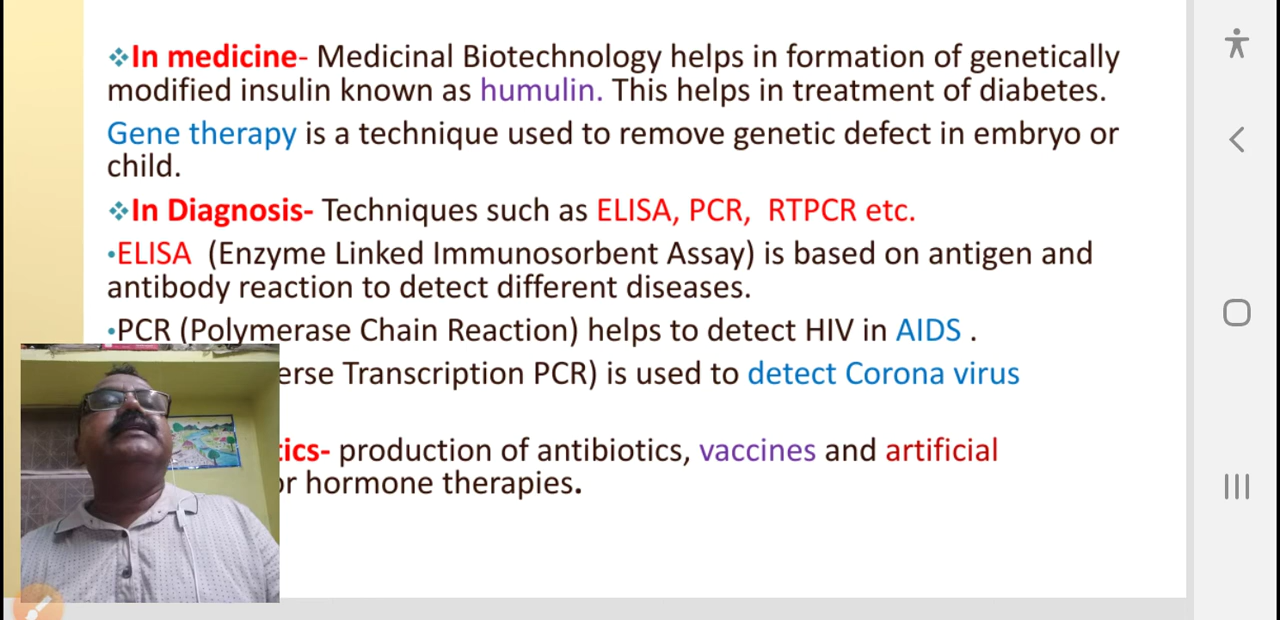 ❖In medicine- Medicinal Biotechnology helps in formation of genetically
modified insulin known as humulin. This helps in treatment of diabetes.
Gene therapy is a technique used to remove genetic defect in embryo or
child.
❖In Diagnosis- Techniques such as ELISA, PCR, RTPCR etc.
•ELISA (Enzyme Linked Immunosorbent Assay) is based on antigen and
antibody reaction to detect different diseases.
•PCR (Polymerase Chain Reaction) helps to detect HIV in AIDS .
erse Transcription PCR) is used to detect Corona virus
tics- production of antibiotics, vaccines and artificial
or hormone therapies.